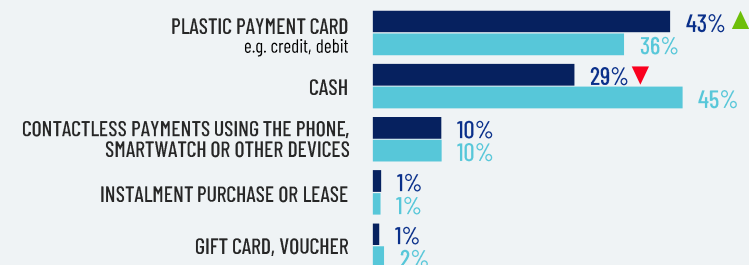 PLASTIC PAYMENT CARD
e.g. credit, debit
43%
36%
CASH
29%
45%
CONTACTLESS PAYMENTS USING THE PHONE,
SMARTWATCH OR OTHER DEVICES
10%
10%
INSTALMENT PURCHASE OR LEASE
1%
1%
GIFT CARD, VOUCHER
1%
2%